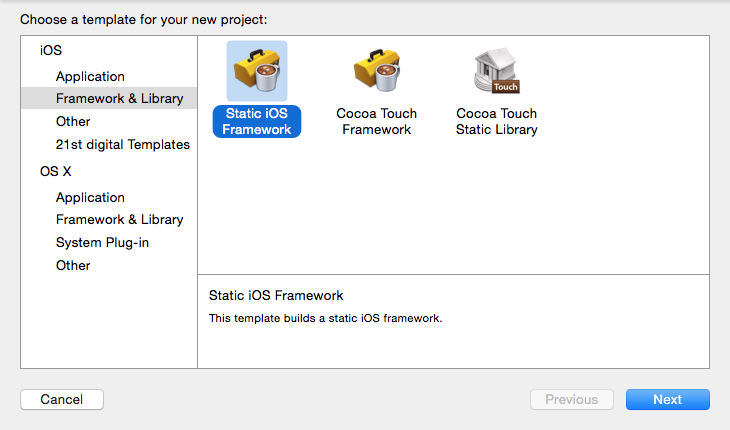 Choose a template for your new project:
iOS
Application
Framework & Library
Other
21st digital Templates
OS X
Application
Framework & Library
System Plug-in
Other
Static iOS
Framework
Cocoa Touch
Framework
Touch
Cocoa Touch
Static Library
Static iOS Framework
This template builds a static iOS framework.
Cancel
Previous
Next